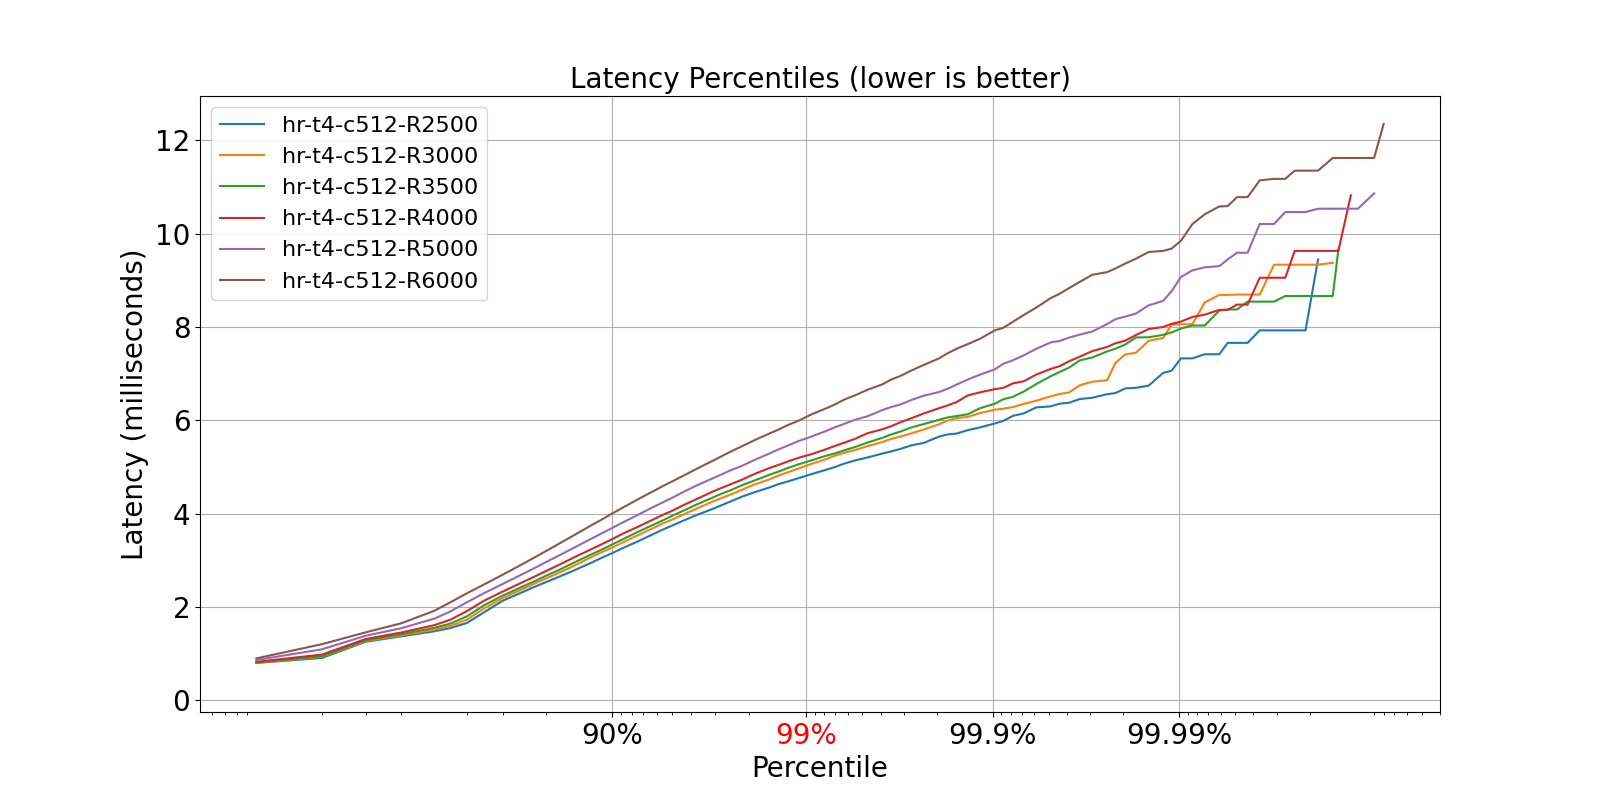 Latency Percentiles (lower is better)
hr-t4-c512-R2500
hr-t4-c512-R3000
hr-t4-c512-R3500
hr-t4-c512-R4000
hr-t4-c512-R5000
hr-t4-c512-R6000
12
10
8
6
4
2
0
Latency (milliseconds)
90% 99% 99.9% 99.99%
Percentile